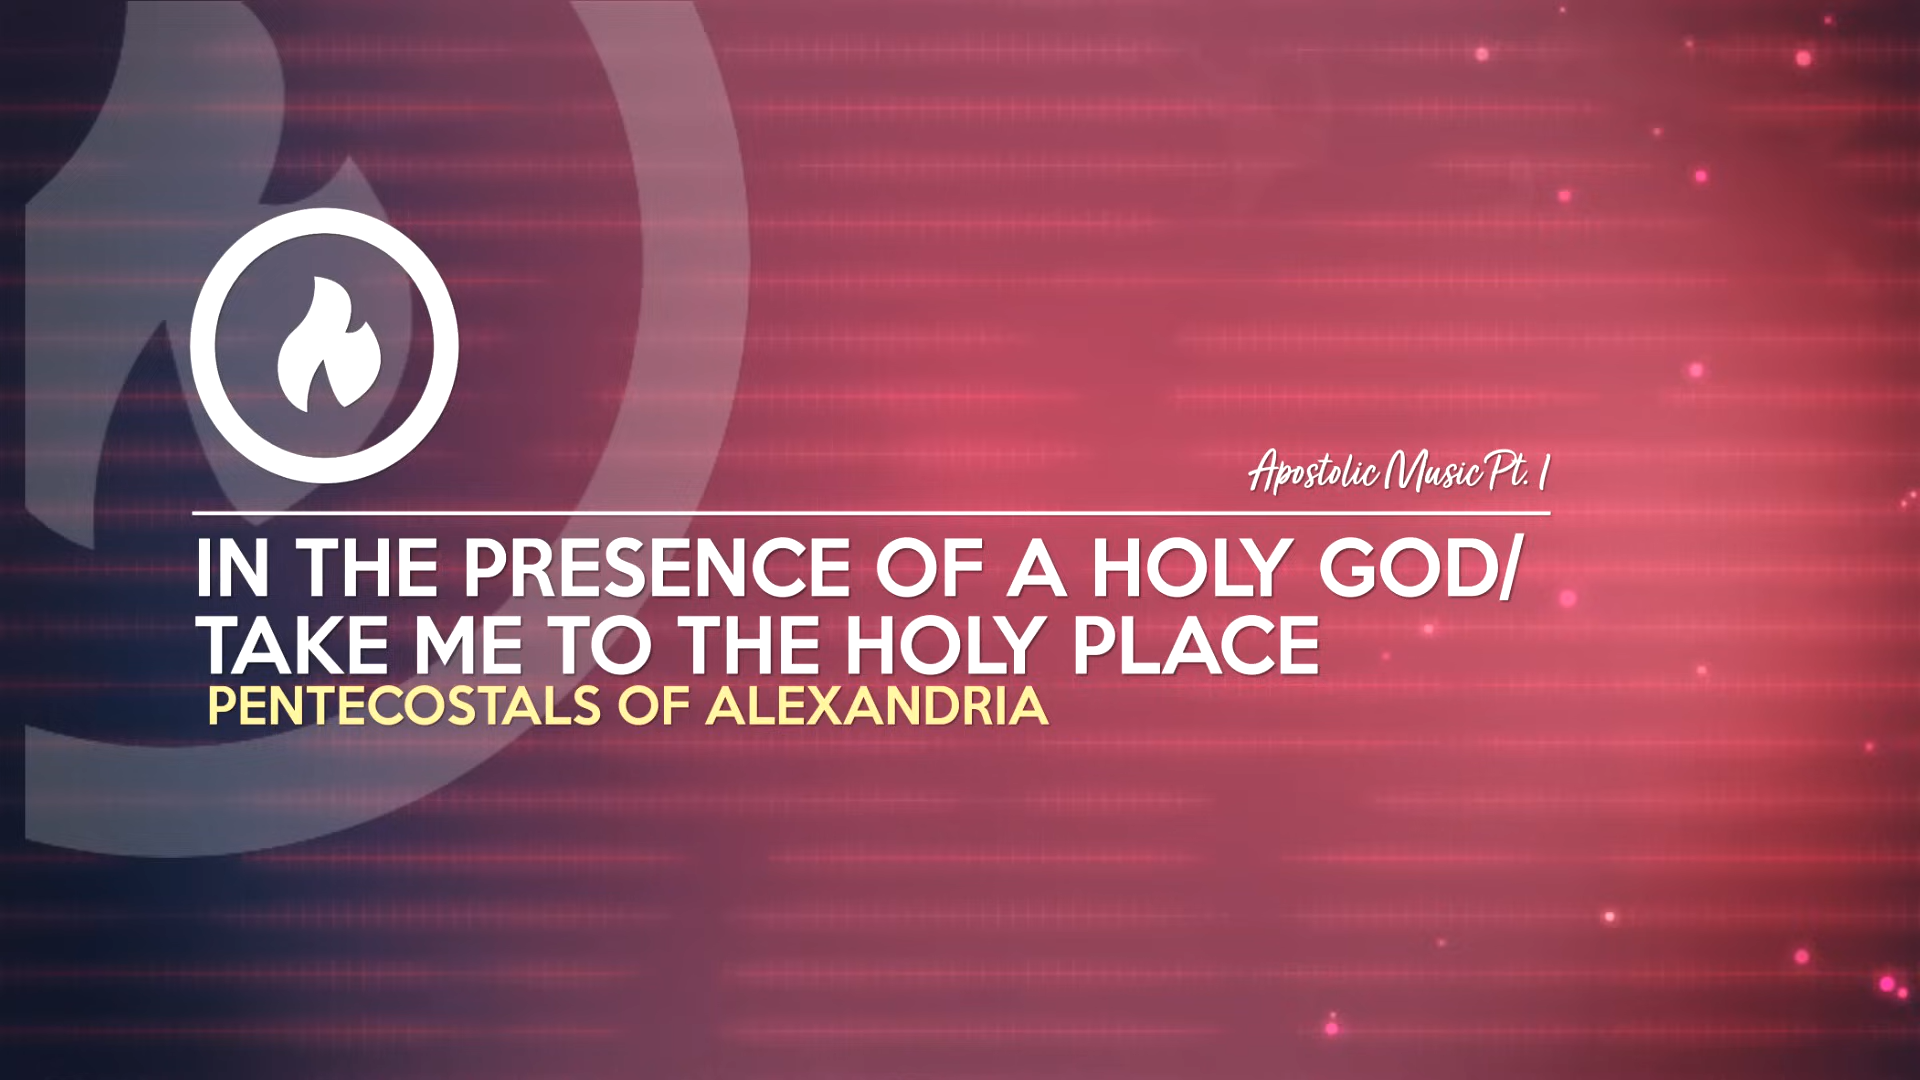 Apostolic Music Pt. 1
IN THE PRESENCE OF A HOLY GOD/
TAKE ME TO THE HOLY PLACE
PENTECOSTALS OF ALEXANDRIA